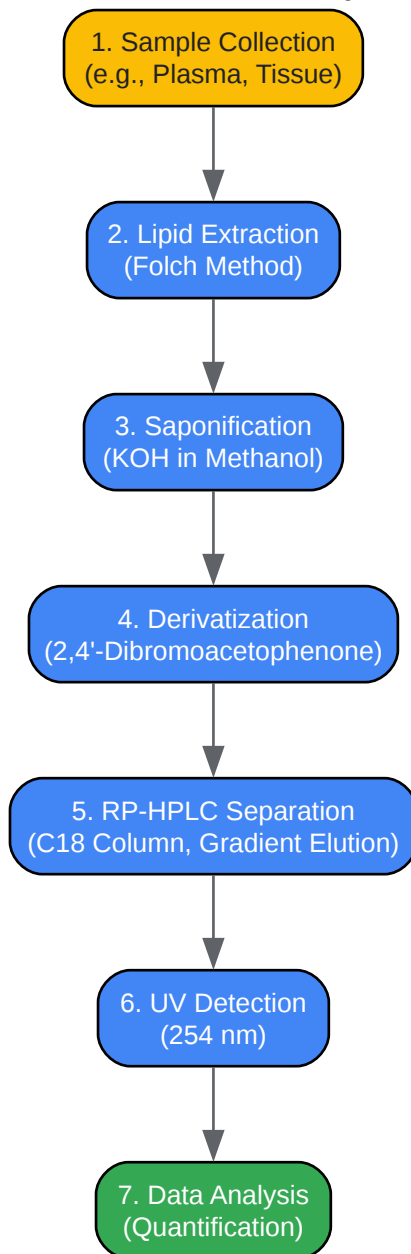 1. Sample Collection
(e.g., Plasma, Tissue)
2. Lipid Extraction
(Folch Method)
3. Saponification
(KOH in Methanol)
4. Derivatization
(2,4'-Dibromoacetophenone)
5. RP-HPLC Separation
(C18 Column, Gradient Elution)
6. UV Detection
(254 nm)
7. Data Analysis
(Quantification)